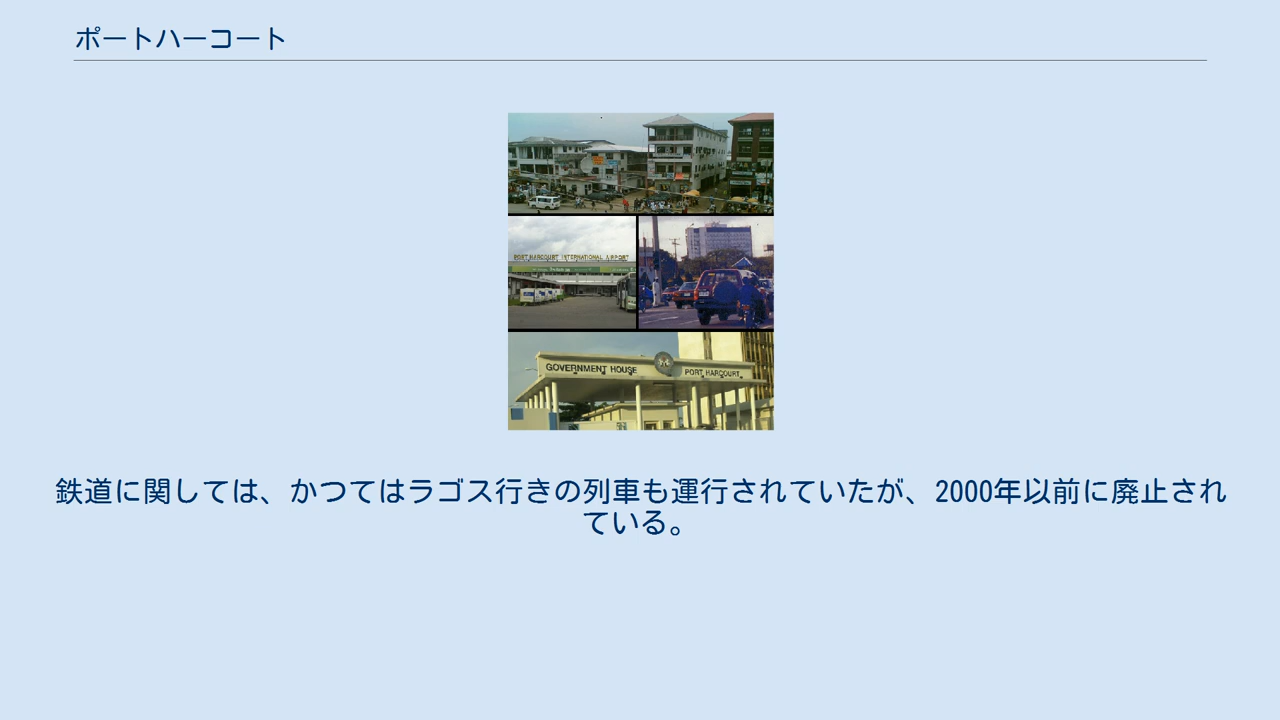 ポートハーコート
PORT HARCOURT INTERNATIONAL AIRPORT
GOVERNMENT HOUSE PORT HARCOURT
鉄道に関しては、かつてはラゴス行きの列車も運行されていたが、2000年以前に廃止され
ている。